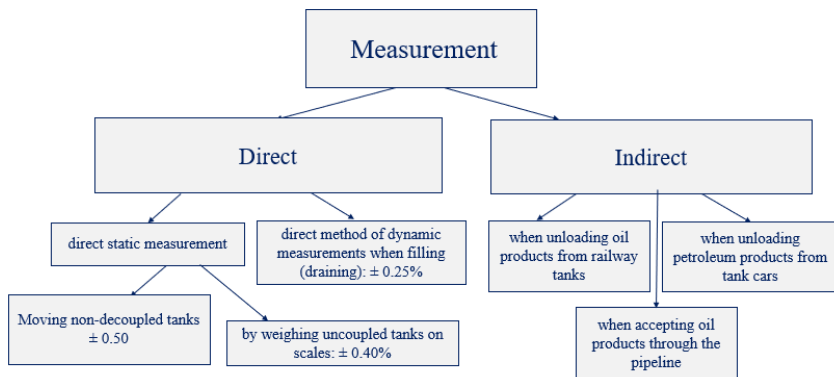 Measurement
Direct
Indirect
direct static measurement
direct method of dynamic
measurements when filling
(draining): ± 0.25%
when unloading oil
products from railway
tanks
when unloading
petroleum products from
tank cars
Moving non-decoupled tanks
± 0.50
by weighing uncoupled tanks on
scales: ± 0.40%
when accepting oil
products through the
pipeline